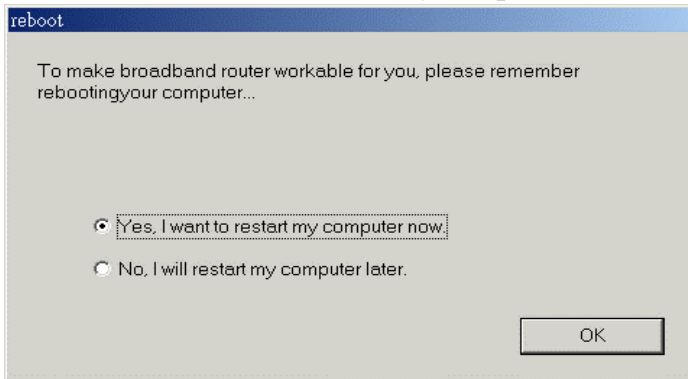 reboot
To make broadband router workable for you, please remember
rebootingyour computer...
Yes, I want to restart my computer now.
No, I will restart my computer later.
OK